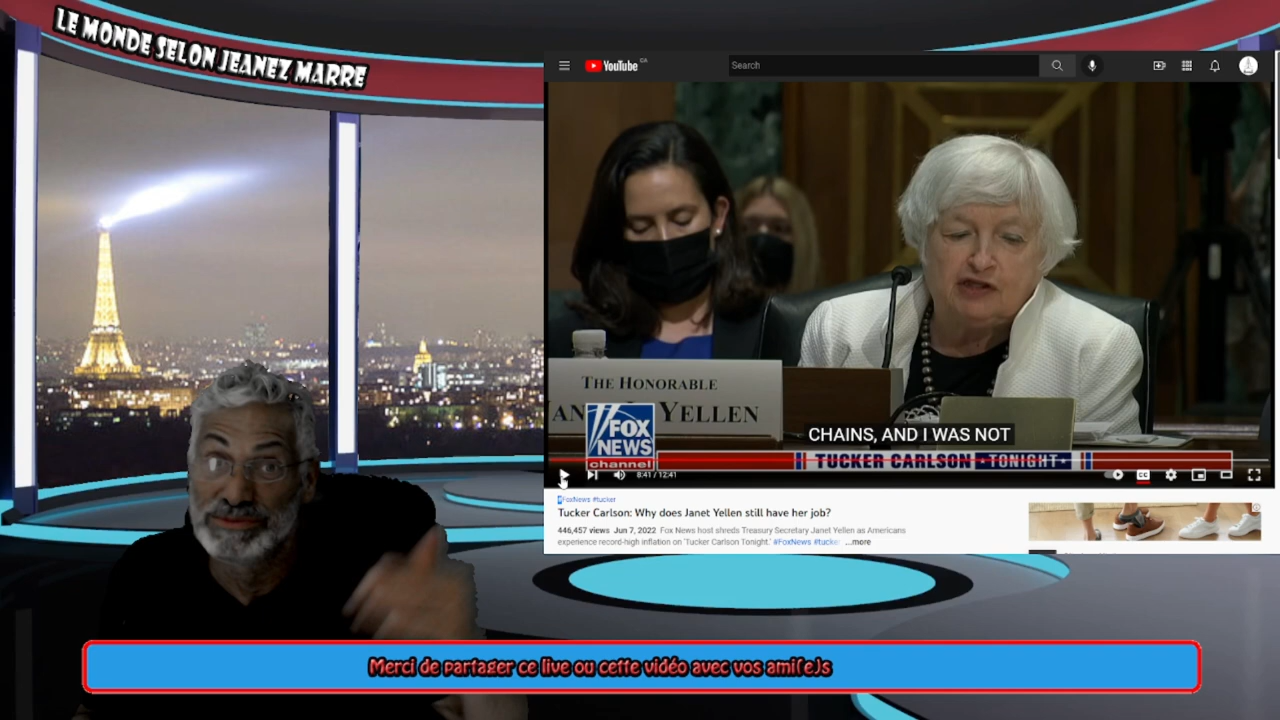 LE MONDE SELON JEANEZ MARRE
YouTube CA
Search
THE HONORABLE
YELLEN
FOX
NEWS
channel
CHAINS, AND I WAS NOT
TUCKER CARLSON TONIGHT
8:41 / 12:41
CC
#FoxNews #tucker
Tucker Carlson: Why does Janet Yellen still have her job?
446,457 views Jun 7, 2022 Fox News host shreds Treasury Secretary Janet Yellen as Americans
experience record-high inflation on 'Tucker Carlson Tonight.' #FoxNews #tucker ...more
Merci de partager ce live ou cette vidéo avec vos ami(e)s